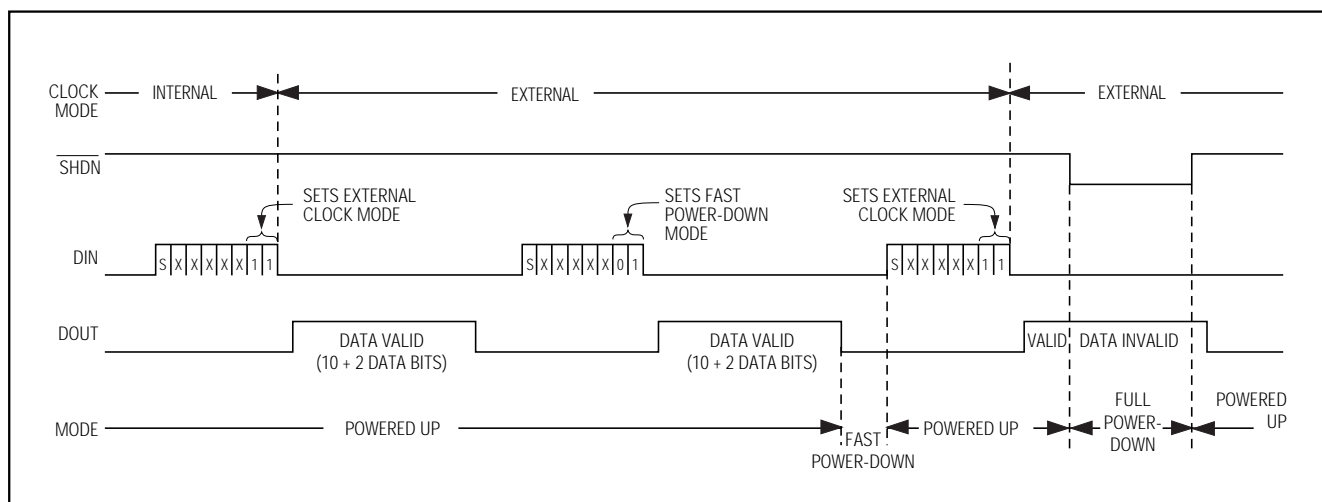 CLOCK
MODE
INTERNAL
EXTERNAL
EXTERNAL
SHDN
SETS EXTERNAL
CLOCK MODE
SETS FAST
POWER-DOWN
MODE
SETS EXTERNAL
CLOCK MODE
DIN
S X X X X X 1 1
S X X X X X 0 1
S X X X X X 1 1
DOUT
DATA VALID
(10 + 2 DATA BITS)
DATA VALID
(10 + 2 DATA BITS)
VALID
DATA INVALID
MODE
POWERED UP
FAST
POWER-DOWN
POWERED UP
FULL
POWER-
DOWN
POWERED
UP